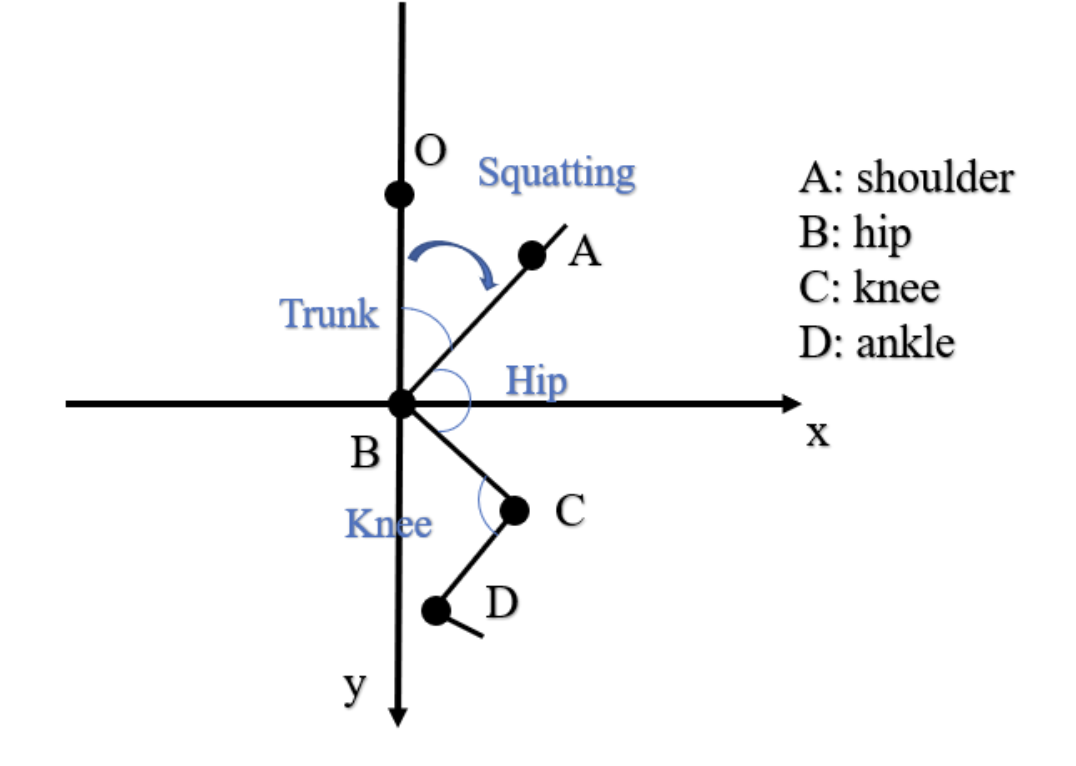 O
Squatting
A
Trunk
Hip
B
x
Knee
C
D
y
A: shoulder
B: hip
C: knee
D: ankle